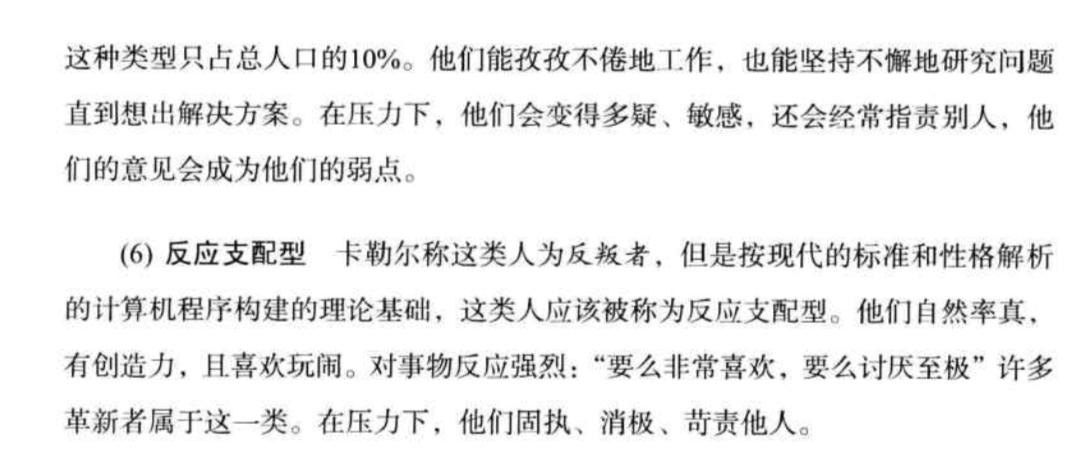 这种类型只占总人口的10%。他们能孜孜不倦地工作，也能坚持不懈地研究问题
直到想出解决方案。在压力下，他们会变得多疑、敏感，还会经常指责别人，他
们的意见会成为他们的弱点。
(6) 反应支配型　卡勒尔称这类人为反叛者，但是按现代的标准和性格解析
的计算机程序构建的理论基础，这类人应该被称为反应支配型。他们自然率真，
有创造力，且喜欢玩闹。对事物反应强烈：“要么非常喜欢，要么讨厌至极”许多
革新者属于这一类。在压力下，他们固执、消极、苛责他人。